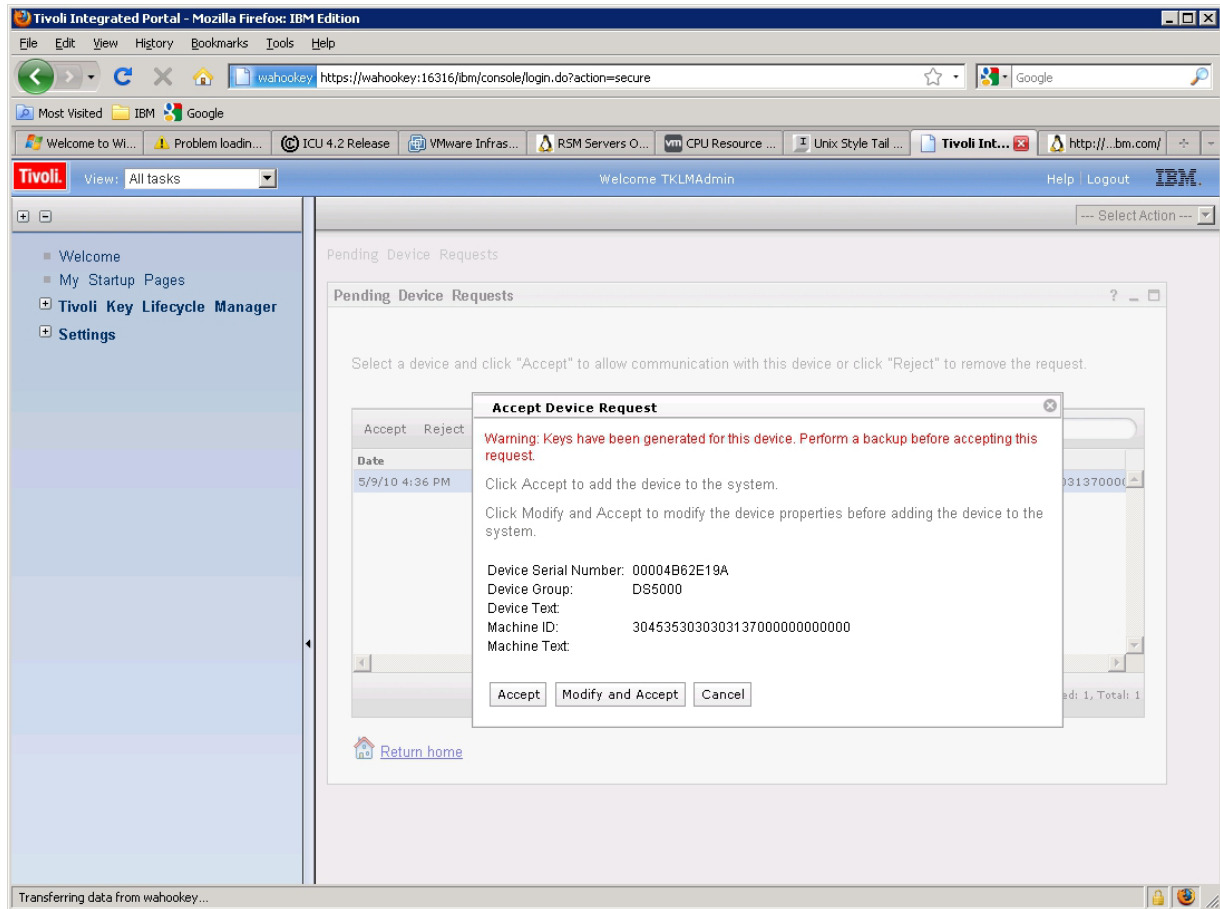 Tivoli Integrated Portal - Mozilla Firefox: IBM Edition
File Edit View History Bookmarks Tools Help
wahookey https://wahookey:16316/ibm/console/login.do?action=secure Google
Most Visited IBM Google
Welcome to Wi... Problem loadin... ICU 4.2 Release VMware Infras... RSM Servers O... CPU Resource ... Unix Style Tail ... Tivoli Int... http://...bm.com/
Tivoli. View: All tasks Welcome TKLMAdmin Help Logout IBM.
--- Select Action ---
Welcome
My Startup Pages
Tivoli Key Lifecycle Manager
Settings
Pending Device Requests
Pending Device Requests
Select a device and click "Accept" to allow communication with this device or click "Reject" to remove the request.
Accept Reject
Date
5/9/10 4:36 PM
Accept Device Request
Warning: Keys have been generated for this device. Perform a backup before accepting this
request.
Click Accept to add the device to the system.
Click Modify and Accept to modify the device properties before adding the device to the
system.
Device Serial Number: 00004B62E19A
Device Group: DS5000
Device Text:
Machine ID: 304535303030313700000000000
Machine Text:
Accept Modify and Accept Cancel
Total: 1
Return home
Transferring data from wahookey...